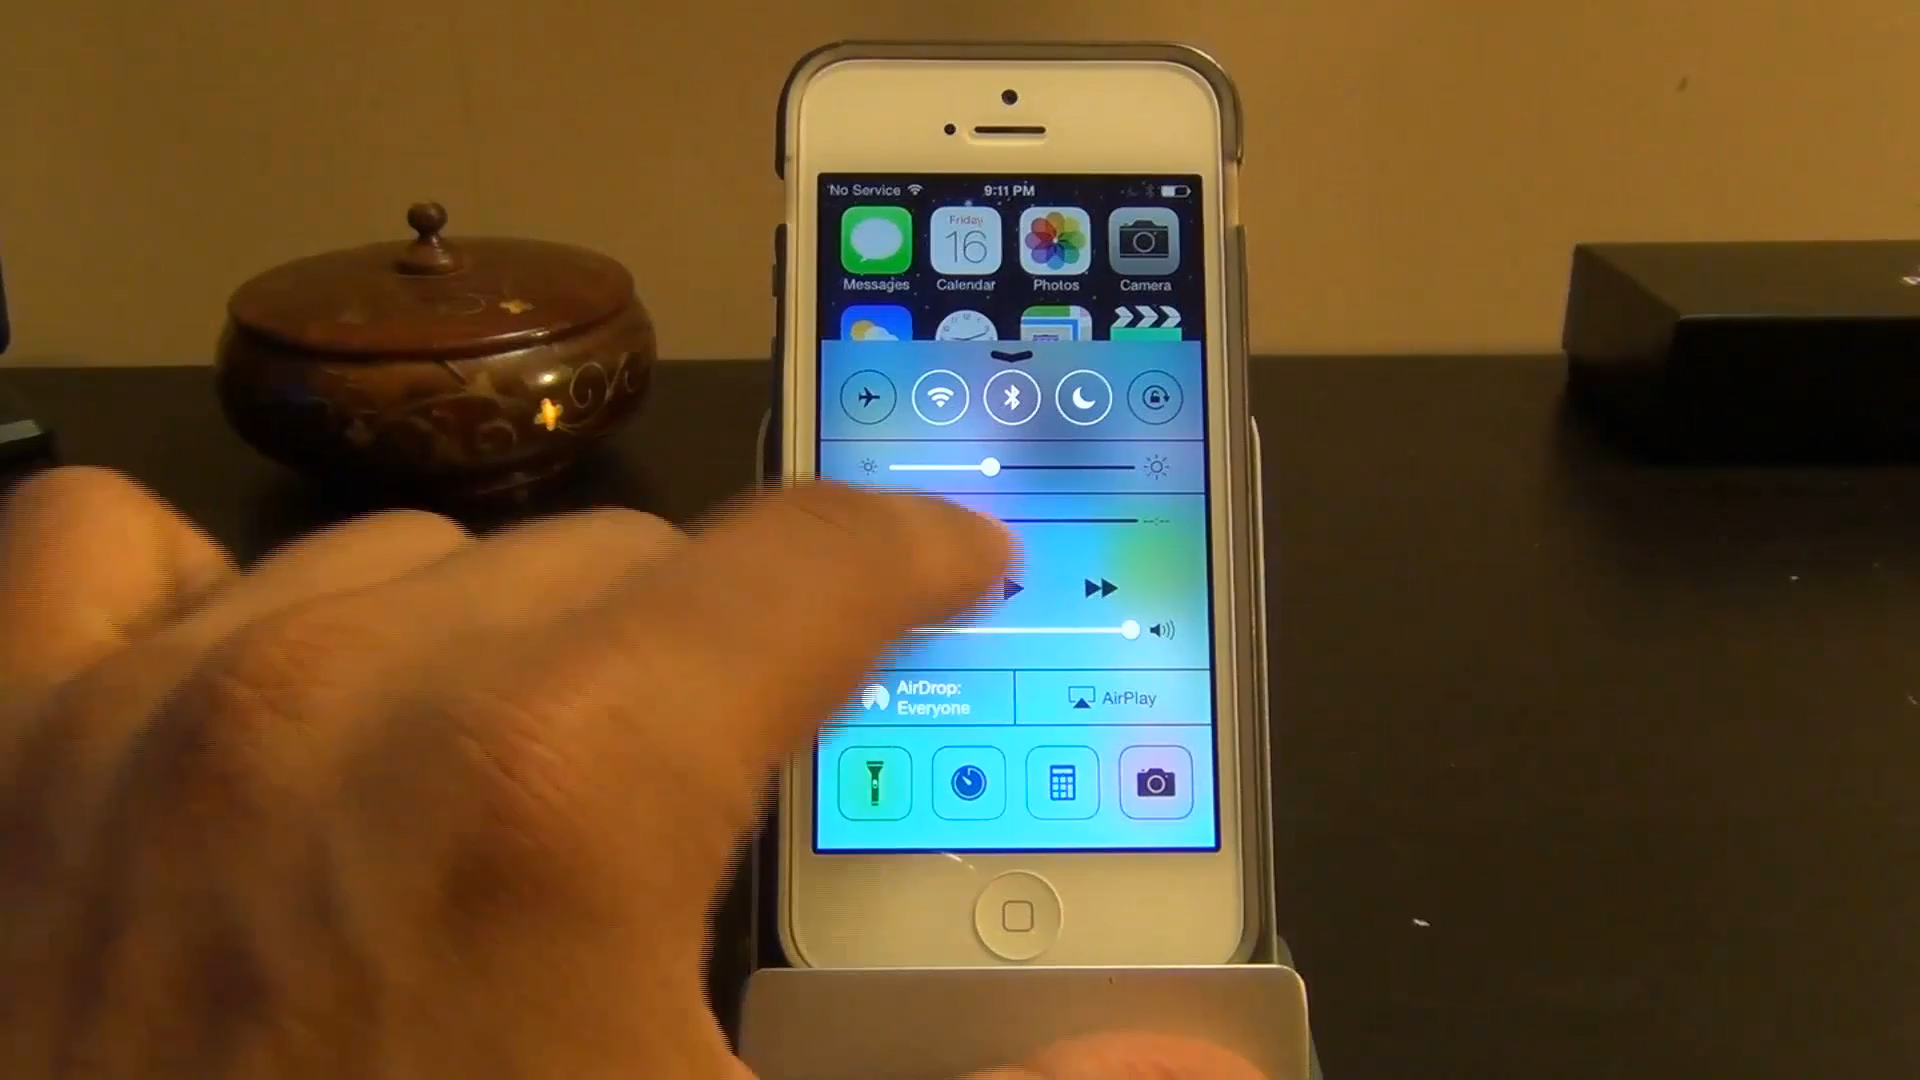 No Service 9:11 PM
Friday
16
Messages Calendar Photos Camera
AirDrop:
Everyone
AirPlay